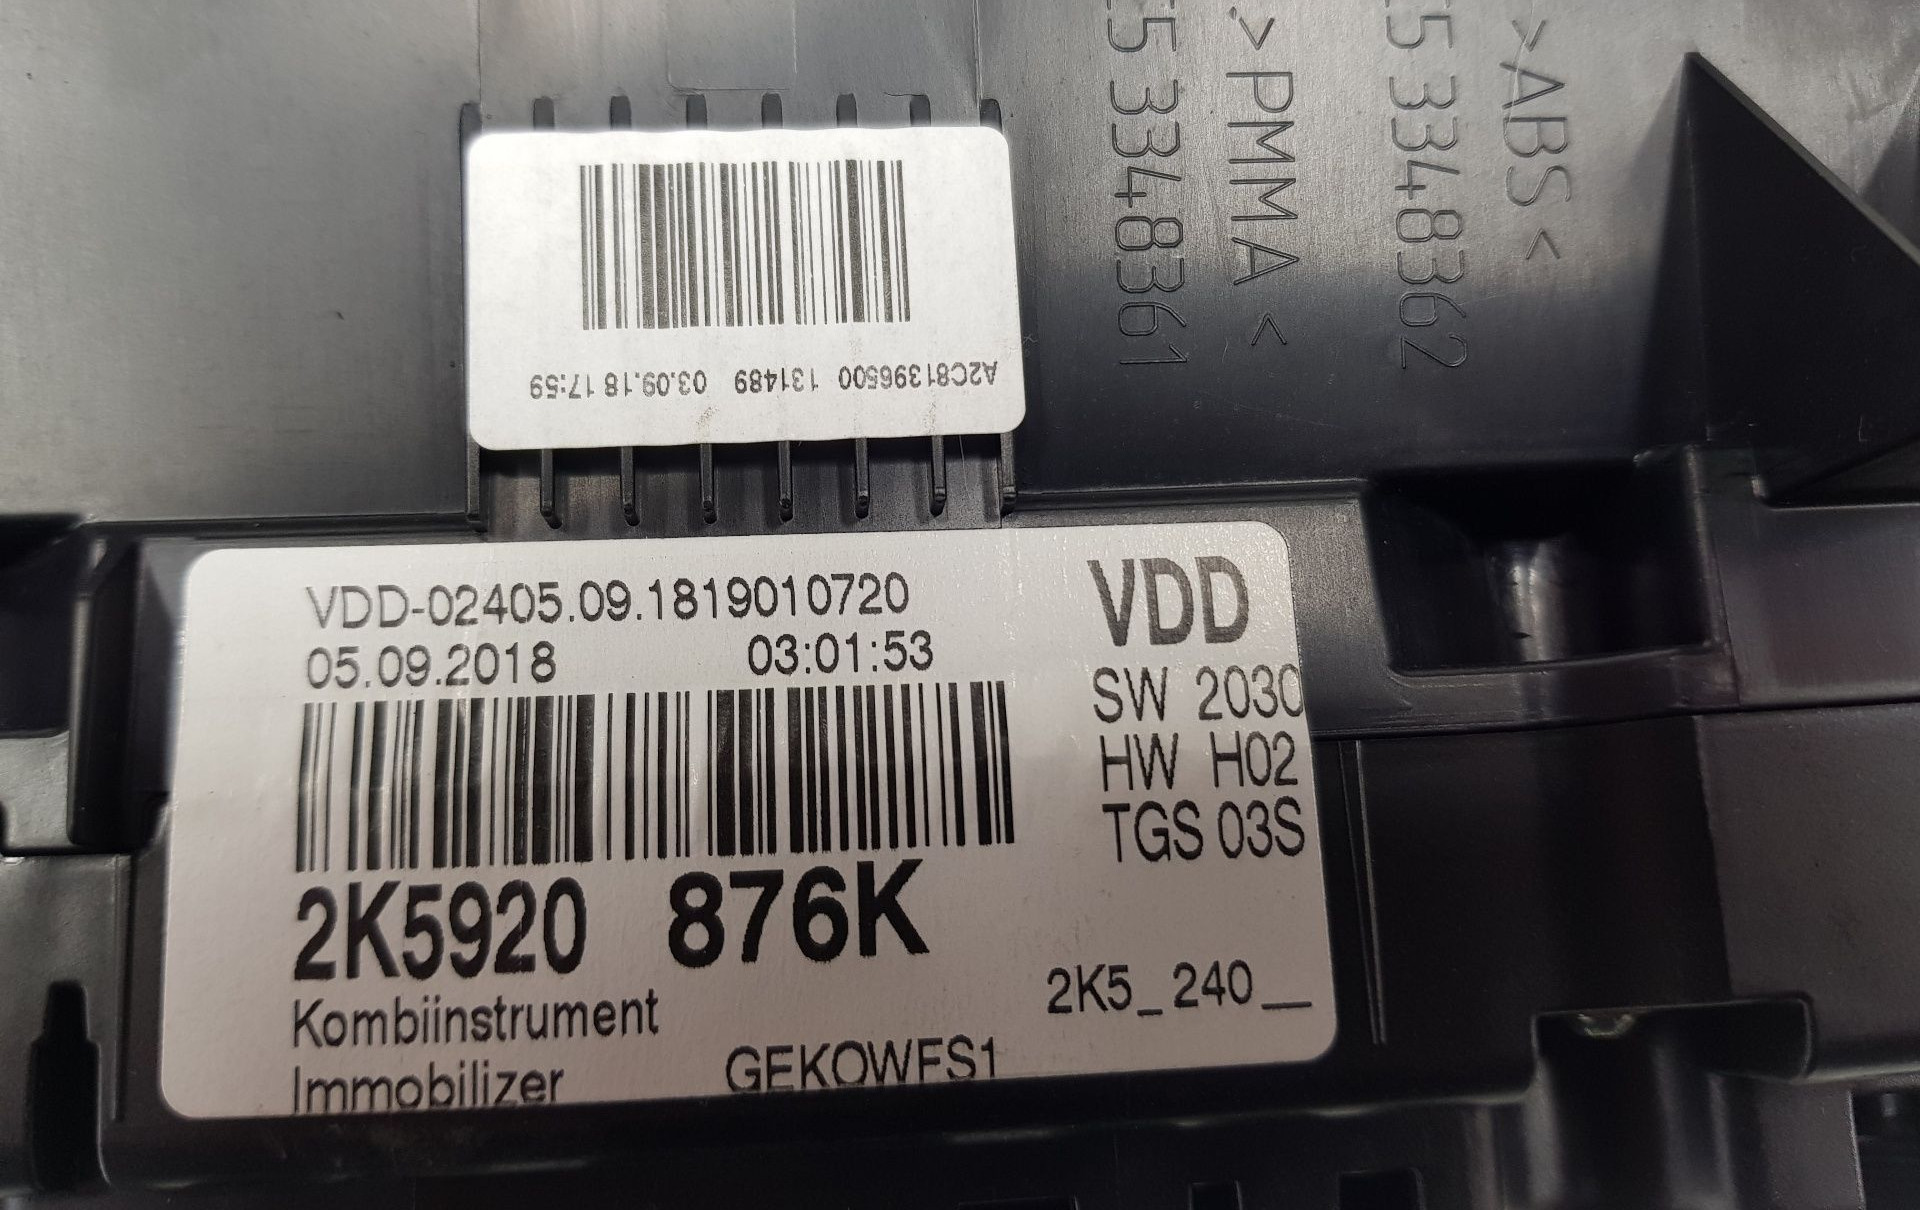 >PMMA<
5 3348361
>ABS<
5 3348362
A2C81396500 131489 03.09.18 17:59
VDD-02405.09.1819010720
05.09.2018 03:01:53
VDD
SW 2030
HW H02
TGS 03S
2K5920 876K
Kombiinstrument
2K5_240__
Immobilizer
GEKOWFS1